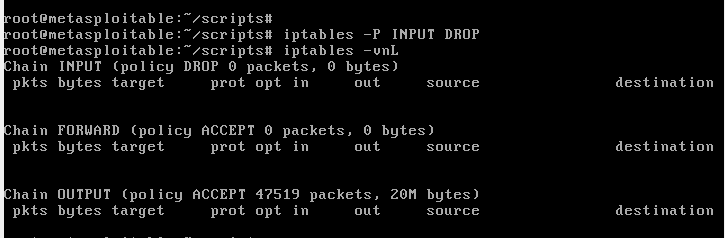 root@metasploitable:~/scripts#
root@metasploitable:~/scripts# iptables -P INPUT DROP
root@metasploitable:~/scripts# iptables -vnL
Chain INPUT (policy DROP 0 packets, 0 bytes)
pkts bytes target prot opt in out source destination
Chain FORWARD (policy ACCEPT 0 packets, 0 bytes)
pkts bytes target prot opt in out source destination
Chain OUTPUT (policy ACCEPT 47519 packets, 20M bytes)
pkts bytes target prot opt in out source destination